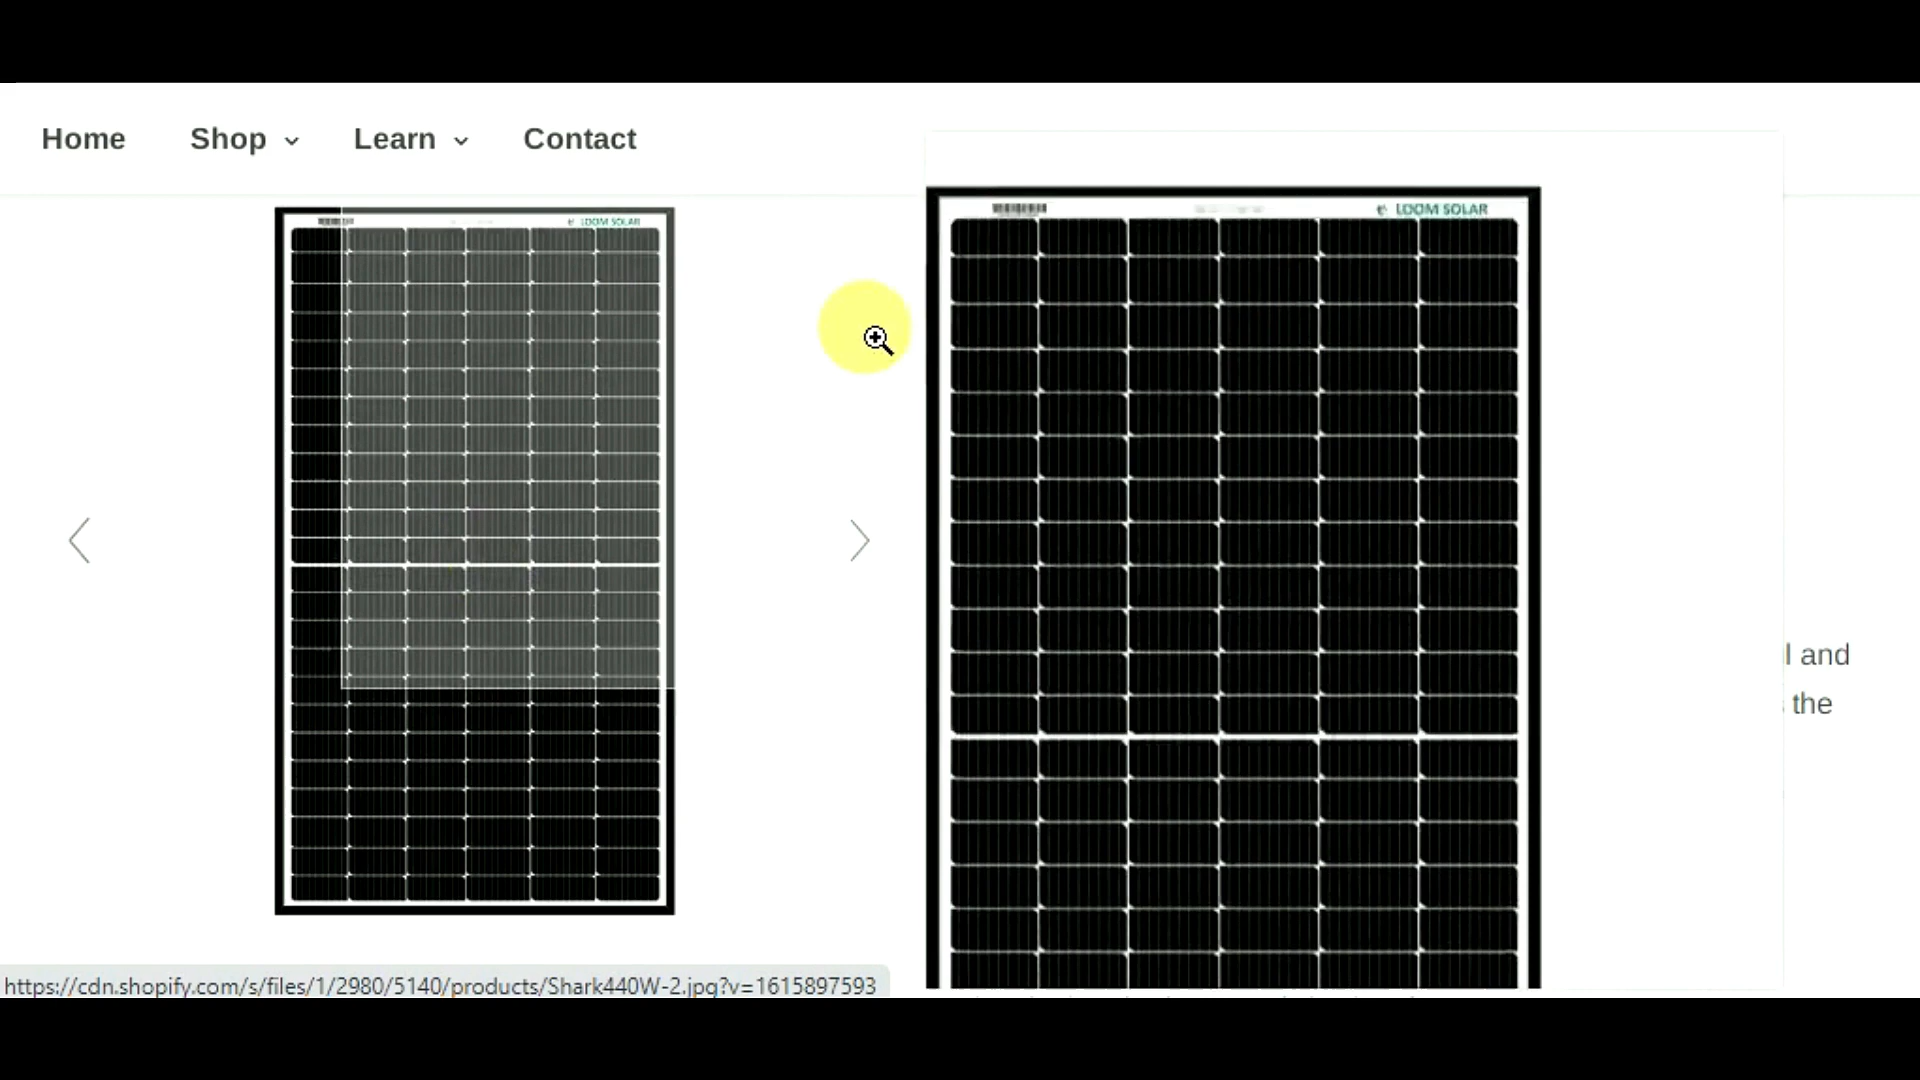 Home
Shop
Learn
Contact
LOOM SOLAR
LOOM SOLAR
l and
the
https://cdn.shopify.com/s/files/1/2980/5140/products/Shark440W-2.jpg?v=1615897593